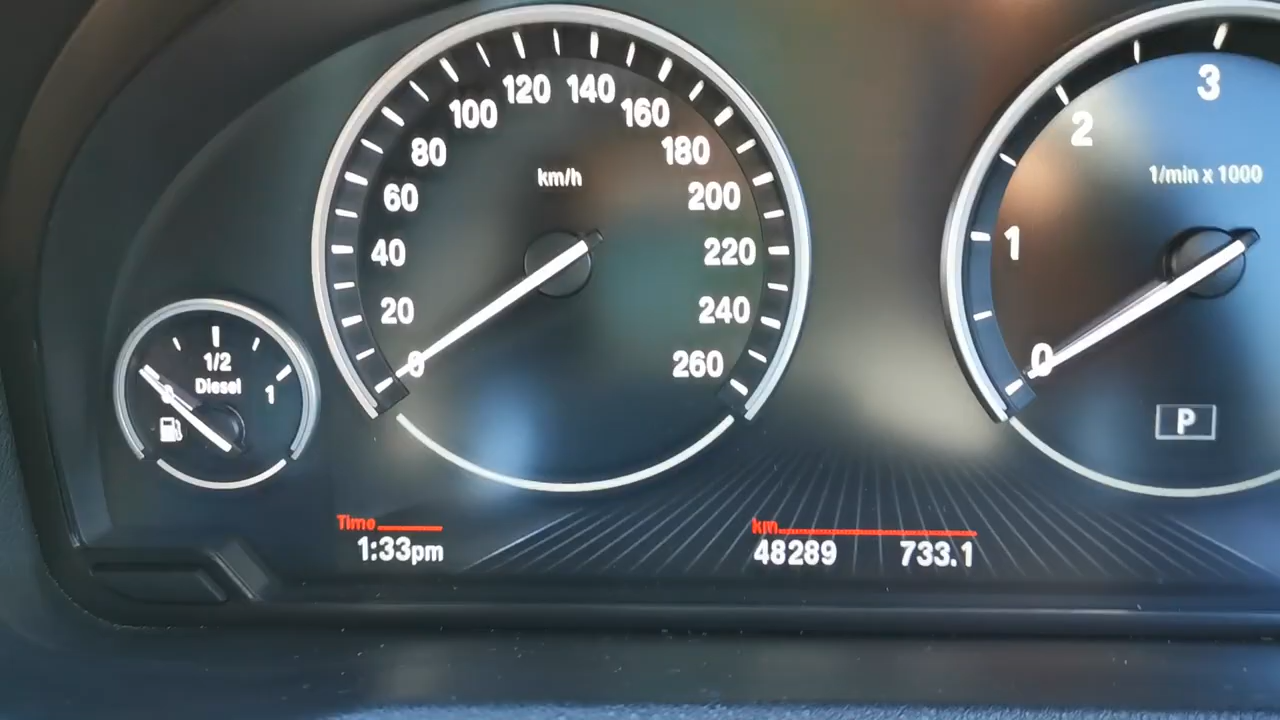 120 140
100 160
80 180
60 200
40 220
20 240
0 260
km/h
1/2
Diesel
0 1
3
2
1/min x 1000
1
0
P
Time
1:33pm
km
48289 733.1